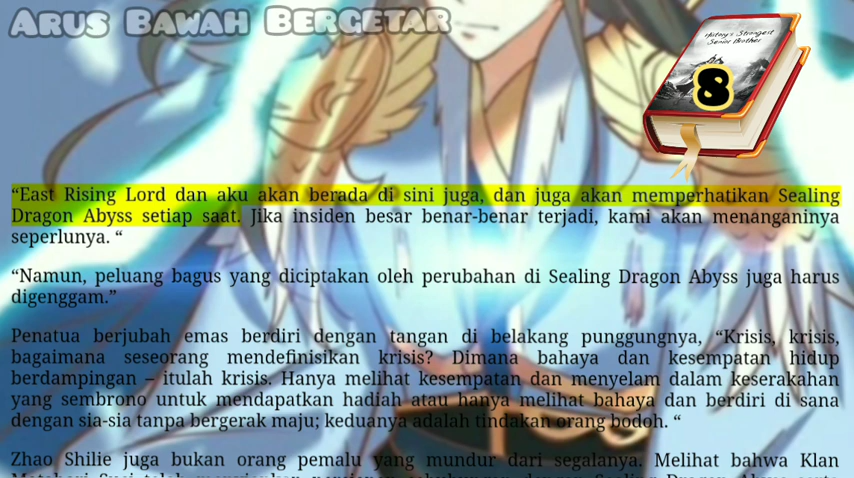 Arus Bawah Bergetar
History's Strongest
Senior Brother
8
“East Rising Lord dan aku akan berada di sini juga, dan juga akan memperhatikan Sealing
Dragon Abyss setiap saat. Jika insiden besar benar-benar terjadi, kami akan menanganinya
seperlunya. “
“Namun, peluang bagus yang diciptakan oleh perubahan di Sealing Dragon Abyss juga harus
digenggam.”
Penatua berjubah emas berdiri dengan tangan di belakang punggungnya, “Krisis, krisis,
bagaimana seseorang mendefinisikan krisis? Dimana bahaya dan kesempatan hidup
berdampingan – itulah krisis. Hanya melihat kesempatan dan menyelam dalam keserakahan
yang sembrono untuk mendapatkan hadiah atau hanya melihat bahaya dan berdiri di sana
dengan sia-sia tanpa bergerak maju; keduanya adalah tindakan orang bodoh. “
Zhao Shilie juga bukan orang pemalu yang mundur dari segalanya. Melihat bahwa Klan